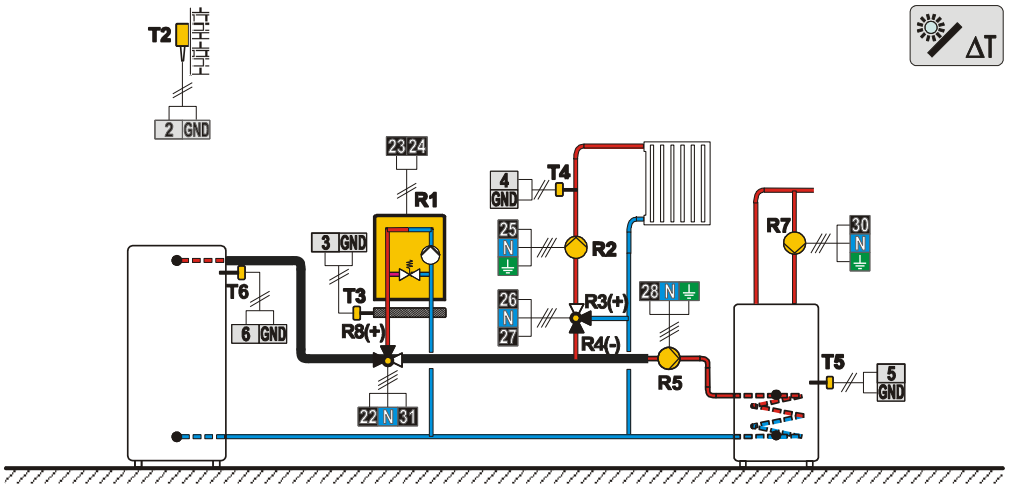 T2
2 GND
ΔT
23 24
R1
3 GND
T3
R8(+)
T6
6 GND
22 N 31
4
GND
T4
25
N
R2
26
N
27
R3(+)
R4(-)
28 N
R5
R7
30
N
T5
5
GND